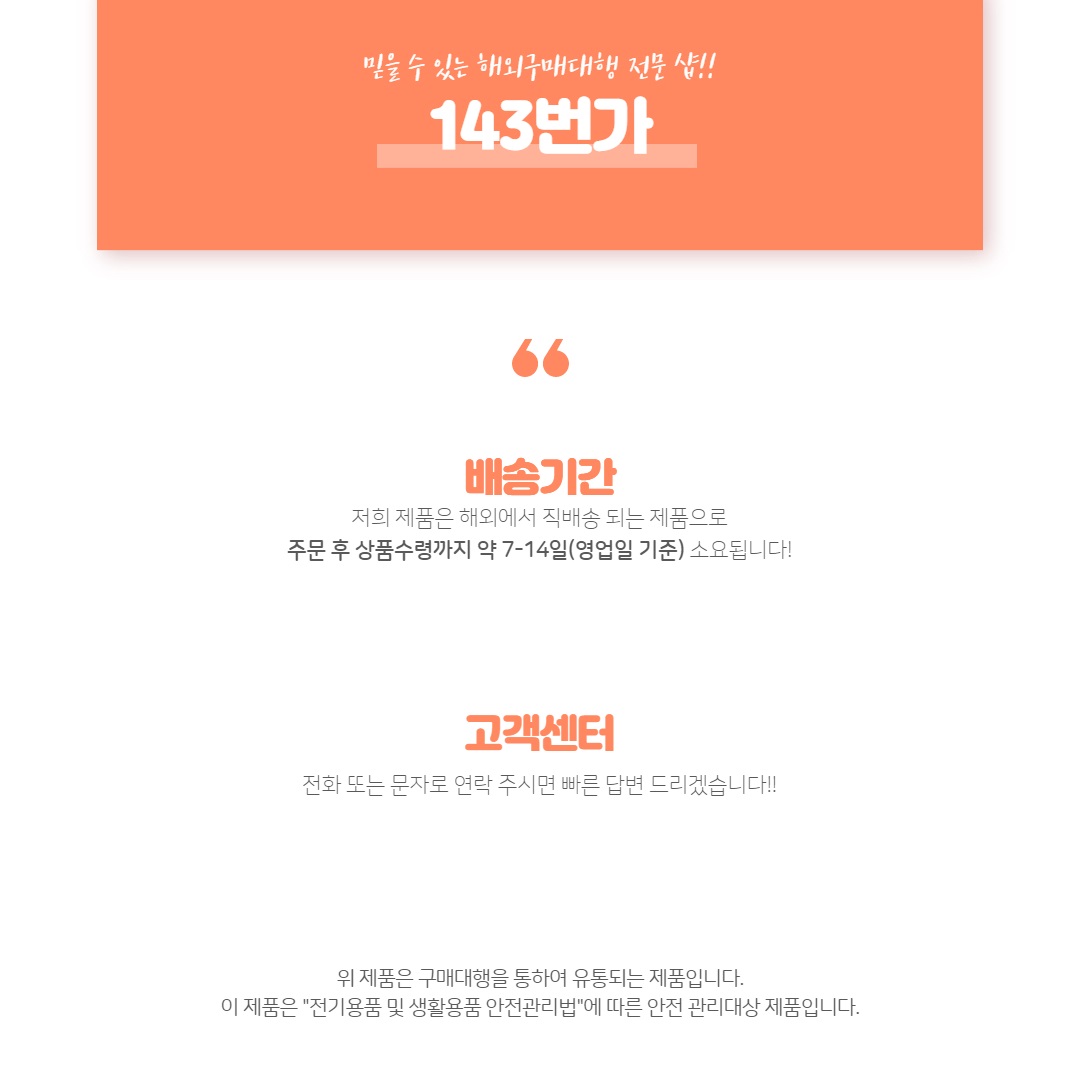 믿을 수 있는 해외구매대행 전문 샵!!
143번가
배송기간
저희 제품은 해외에서 직배송 되는 제품으로
주문 후 상품수령까지 약 7-14일(영업일 기준) 소요됩니다!
고객센터
전화 또는 문자로 연락 주시면 빠른 답변 드리겠습니다!!
위 제품은 구매대행을 통하여 유통되는 제품입니다.
이 제품은 "전기용품 및 생활용품 안전관리법"에 따른 안전 관리대상 제품입니다.